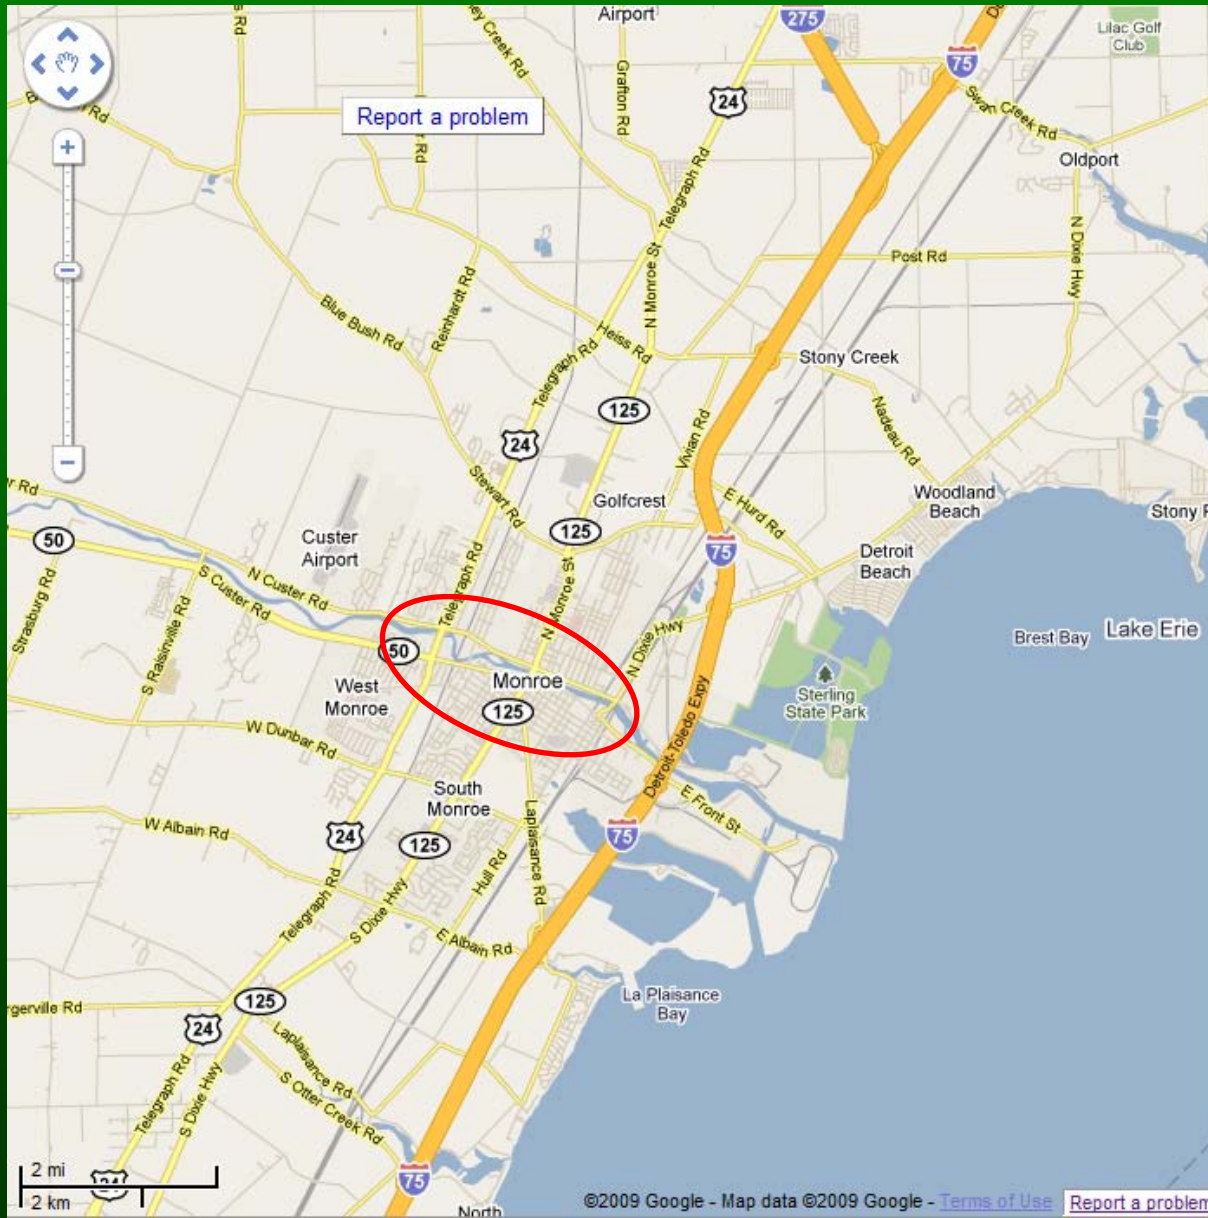 Airport
275
75
Lilac Golf
Club
Grafton Rd
24
Report a problem
Swan Creek Rd
Oldport
Telegraph Rd
N Dixie Hwy
Post Rd
N Monroe St
Reinhardt Rd
Blue Bush Rd
Heiss Rd
Telegraph Rd
Stony Creek
125
Nadeau Rd
24
Vivian Rd
Stewart Rd
Golfcrest
E Hurd Rd
Woodland
Beach
Stony
125
50
Custer
Airport
75
Detroit
Beach
Strasburg Rd
S Raisinville Rd
S Custer Rd
N Custer Rd
Telegraph Rd
N Monroe St
N Dixie Hwy
Brest Bay
Lake Erie
50
Monroe
West
Monroe
125
Sterling
State Park
W Dunbar Rd
Detroit-Toledo Expy
South
Monroe
E Front St
W Albain Rd
24
125
75
Laplaisance Rd
Hull Rd
Telegraph Rd
S Dixie Hwy
E Albain Rd
La Plaisance
Bay
rgerville Rd
125
24
Laplaisance Rd
Telegraph Rd
S Dixie Hwy
S Otter Creek Rd
75
2 mi
2 km
24
North
©2009 Google - Map data ©2009 Google - Terms of Use
Report a problem